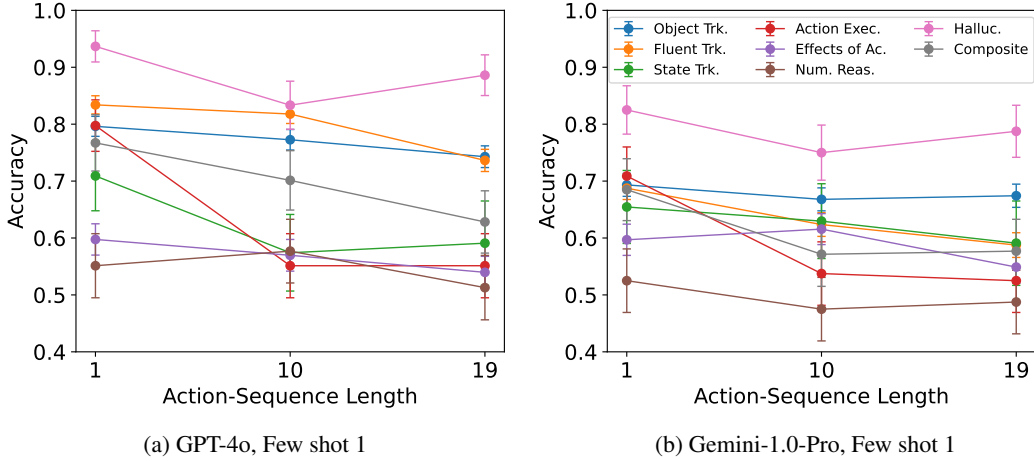 1.0
0.9
0.8
0.7
0.6
0.5
0.4
Accuracy
1 10 19
Action-Sequence Length
(a) GPT-4o, Few shot 1
1.0
0.9
0.8
0.7
0.6
0.5
0.4
Accuracy
Object Trk. Action Exec. Halluc.
Fluent Trk. Effects of Ac. Composite
State Trk. Num. Reas.
1 10 19
Action-Sequence Length
(b) Gemini-1.0-Pro, Few shot 1